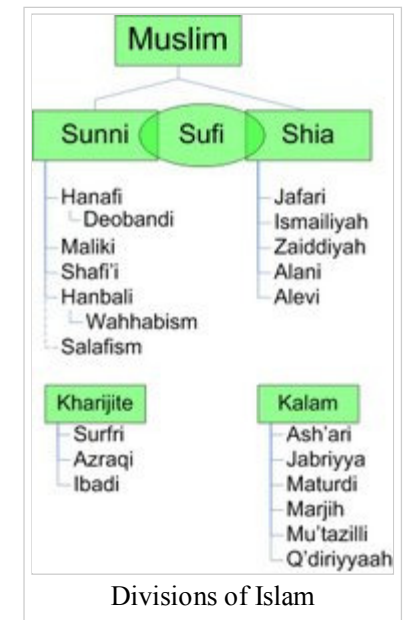 Muslim
Sunni
Sufi
Shia
Hanafi
Deobandi
Maliki
Shafi'i
Hanbali
Wahhabism
Salafism
Jafari
Ismailiyah
Zaiddiyah
Alani
Alevi
Kharijite
Surfri
Azraqi
Ibadi
Kalam
Ash'ari
Jabriyya
Maturdi
Marjih
Mu'tazilli
Q'diriyyaah
Divisions of Islam